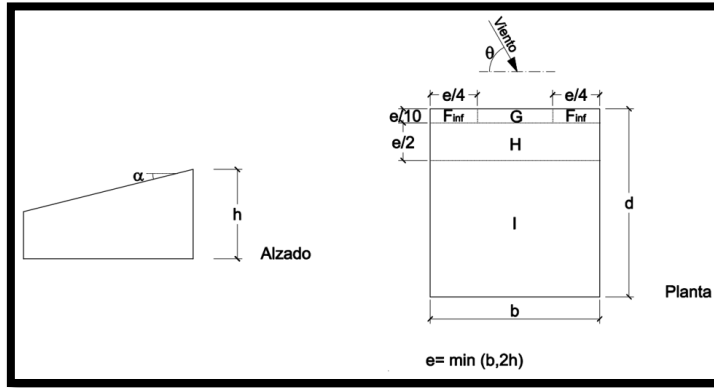 Viento
θ
e/4
e/4
e/10
Finf
G
Finf
e/2
H
α
h
d
I
Alzado
Planta
b
e= min (b,2h)